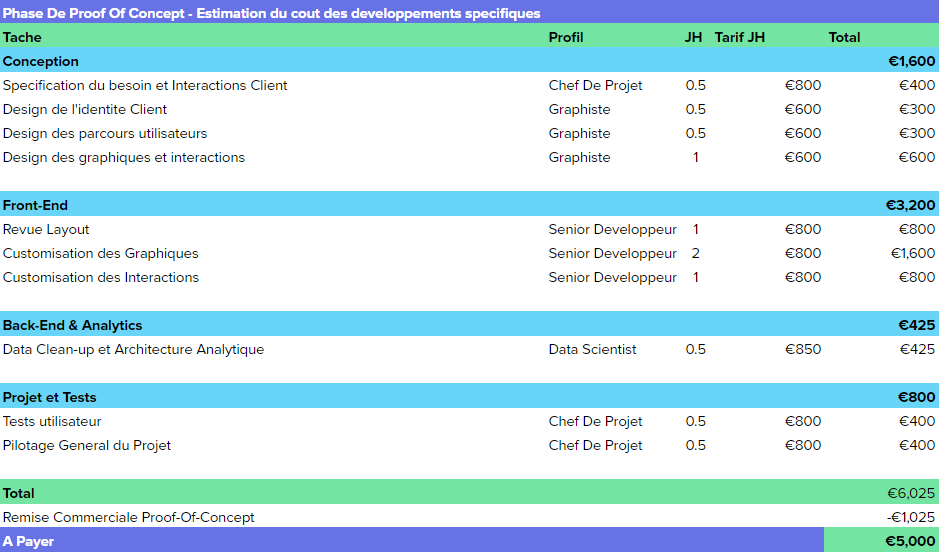 Phase De Proof Of Concept - Estimation du cout des developpements specifiques
Tache Profil JH Tarif JH Total
Conception €1,600
Specification du besoin et Interactions Client Chef De Projet 0.5 €800 €400
Design de l'identite Client Graphiste 0.5 €600 €300
Design des parcours utilisateurs Graphiste 0.5 €600 €300
Design des graphiques et interactions Graphiste 1 €600 €600
Front-End €3,200
Revue Layout Senior Developpeur 1 €800 €800
Customisation des Graphiques Senior Developpeur 2 €800 €1,600
Customisation des Interactions Senior Developpeur 1 €800 €800
Back-End & Analytics €425
Data Clean-up et Architecture Analytique Data Scientist 0.5 €850 €425
Projet et Tests €800
Tests utilisateur Chef De Projet 0.5 €800 €400
Pilotage General du Projet Chef De Projet 0.5 €800 €400
Total €6,025
Remise Commerciale Proof-Of-Concept -€1,025
A Payer €5,000